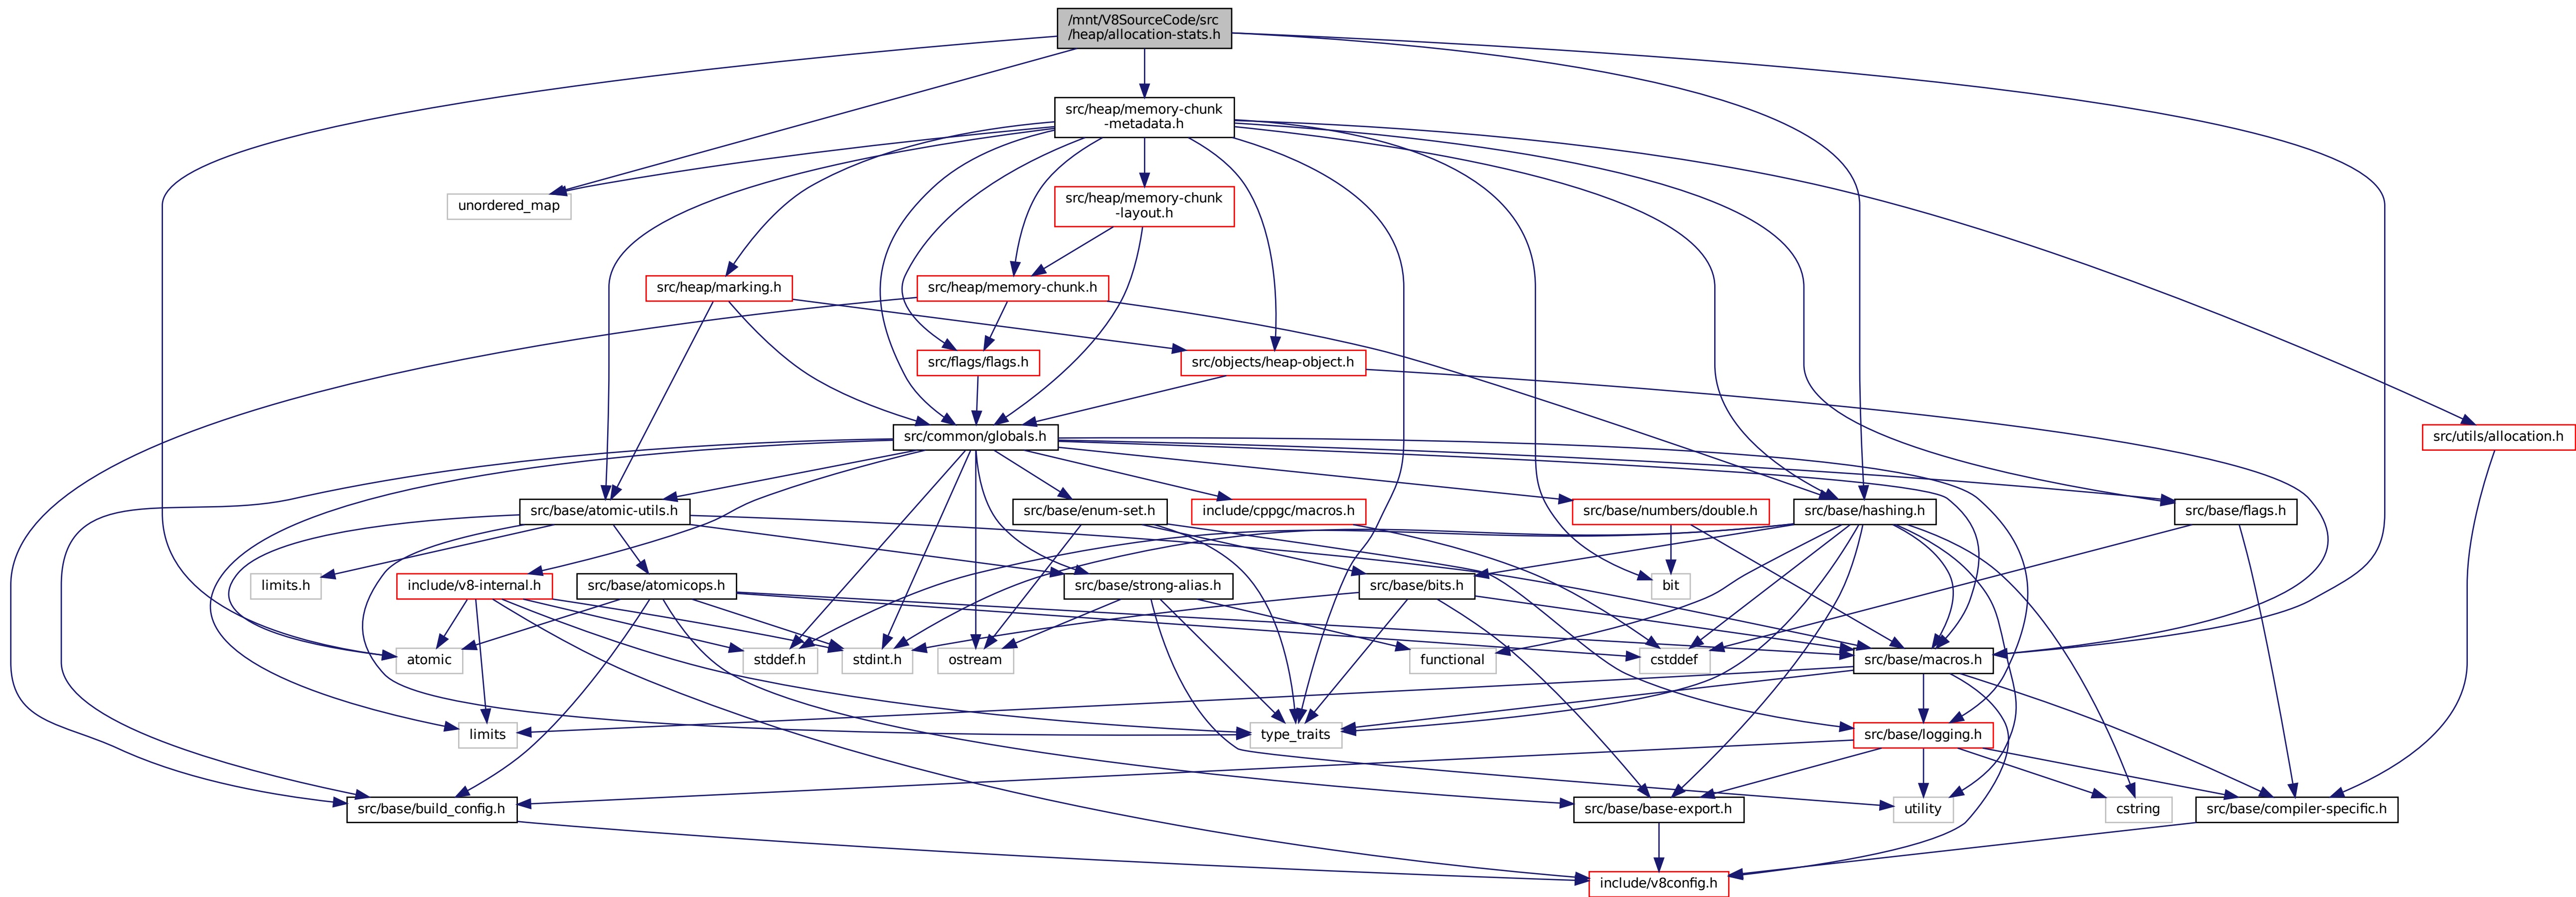 /mnt/V8SourceCode/src
/heap/allocation-stats.h
src/heap/memory-chunk
-metadata.h
unordered_map
src/heap/memory-chunk
-layout.h
src/heap/marking.h
src/heap/memory-chunk.h
src/flags/flags.h
src/objects/heap-object.h
src/common/globals.h
src/utils/allocation.h
src/base/atomic-utils.h
src/base/enum-set.h
include/cppgc/macros.h
src/base/numbers/double.h
src/base/hashing.h
src/base/flags.h
limits.h
include/v8-internal.h
src/base/atomicops.h
src/base/strong-alias.h
src/base/bits.h
bit
atomic
stddef.h
stdint.h
ostream
functional
cstddef
src/base/macros.h
limits
type_traits
src/base/logging.h
src/base/build_config.h
src/base/base-export.h
utility
cstring
src/base/compiler-specific.h
include/v8config.h